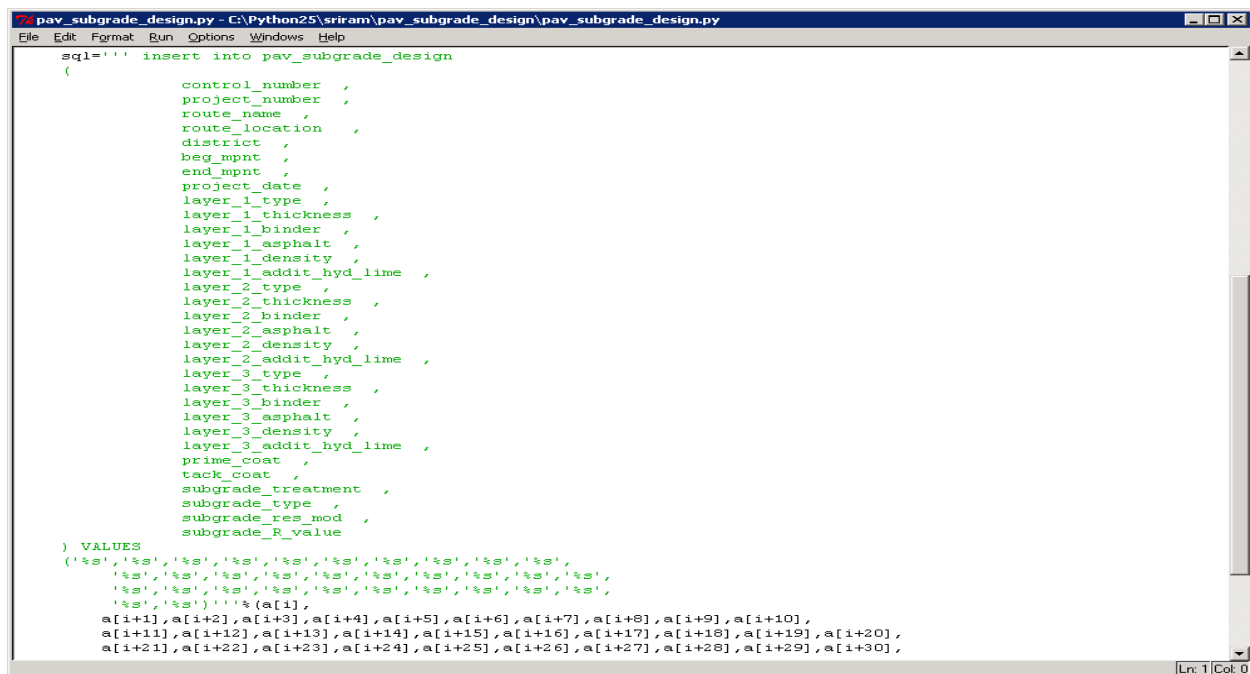 pav_subgrade_design.py - C:\Python25\sriram\pav_subgrade_design\pav_subgrade_design.py
File Edit Format Run Options Windows Help
sql=''' insert into pav_subgrade_design
(
control_number ,
project_number ,
route_name ,
route_location ,
district ,
beg_mpnt ,
end_mpnt ,
project_date ,
layer_1_type ,
layer_1_thickness ,
layer_1_binder ,
layer_1_asphalt ,
layer_1_density ,
layer_1_addit_hyd_lime ,
layer_2_type ,
layer_2_thickness ,
layer_2_binder ,
layer_2_asphalt ,
layer_2_density ,
layer_2_addit_hyd_lime ,
layer_3_type ,
layer_3_thickness ,
layer_3_binder ,
layer_3_asphalt ,
layer_3_density ,
layer_3_addit_hyd_lime ,
prime_coat ,
tack_coat ,
subgrade_treatment ,
subgrade_type ,
subgrade_res_mod ,
subgrade_R_value
) VALUES
('%s','%s','%s','%s','%s','%s','%s','%s','%s','%s',
'%s','%s','%s','%s','%s','%s','%s','%s','%s','%s',
'%s','%s','%s','%s','%s','%s','%s','%s','%s','%s',
'%s','%s')'''%(a[i],
a[i+1],a[i+2],a[i+3],a[i+4],a[i+5],a[i+6],a[i+7],a[i+8],a[i+9],a[i+10],
a[i+11],a[i+12],a[i+13],a[i+14],a[i+15],a[i+16],a[i+17],a[i+18],a[i+19],a[i+20],
a[i+21],a[i+22],a[i+23],a[i+24],a[i+25],a[i+26],a[i+27],a[i+28],a[i+29],a[i+30],
Ln: 1 Col: 0